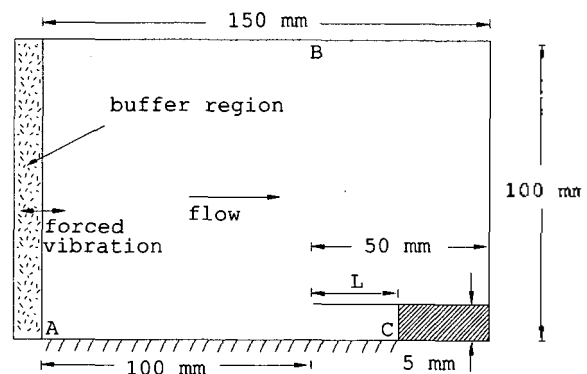 150 mm
B
buffer region
flow
forced
vibration
100 mm
50 mm
L
A
C
5 mm
100 mm